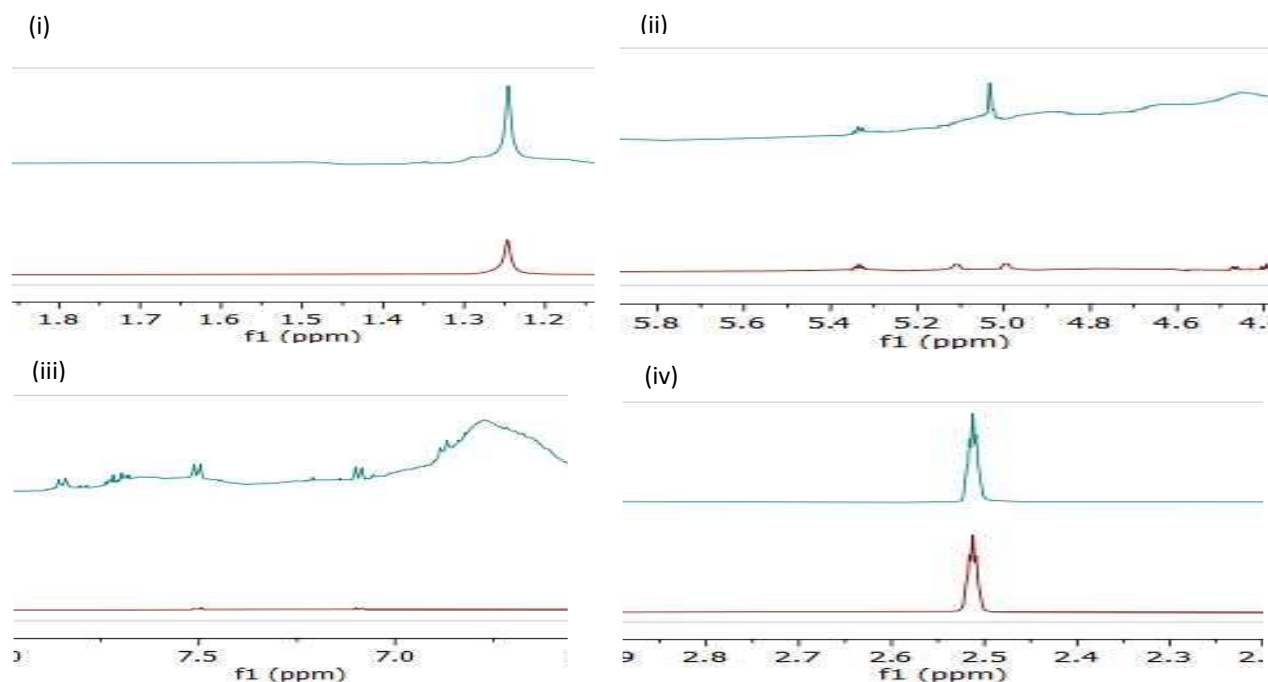 (i)
(ii)
1.8 1.7 1.6 1.5 1.4 1.3 1.2
f1 (ppm)
5.8 5.6 5.4 5.2 5.0 4.8 4.6
f1 (ppm)
(iii)
(iv)
7.5 7.0
f1 (ppm)
2.8 2.7 2.6 2.5 2.4 2.3
f1 (ppm)